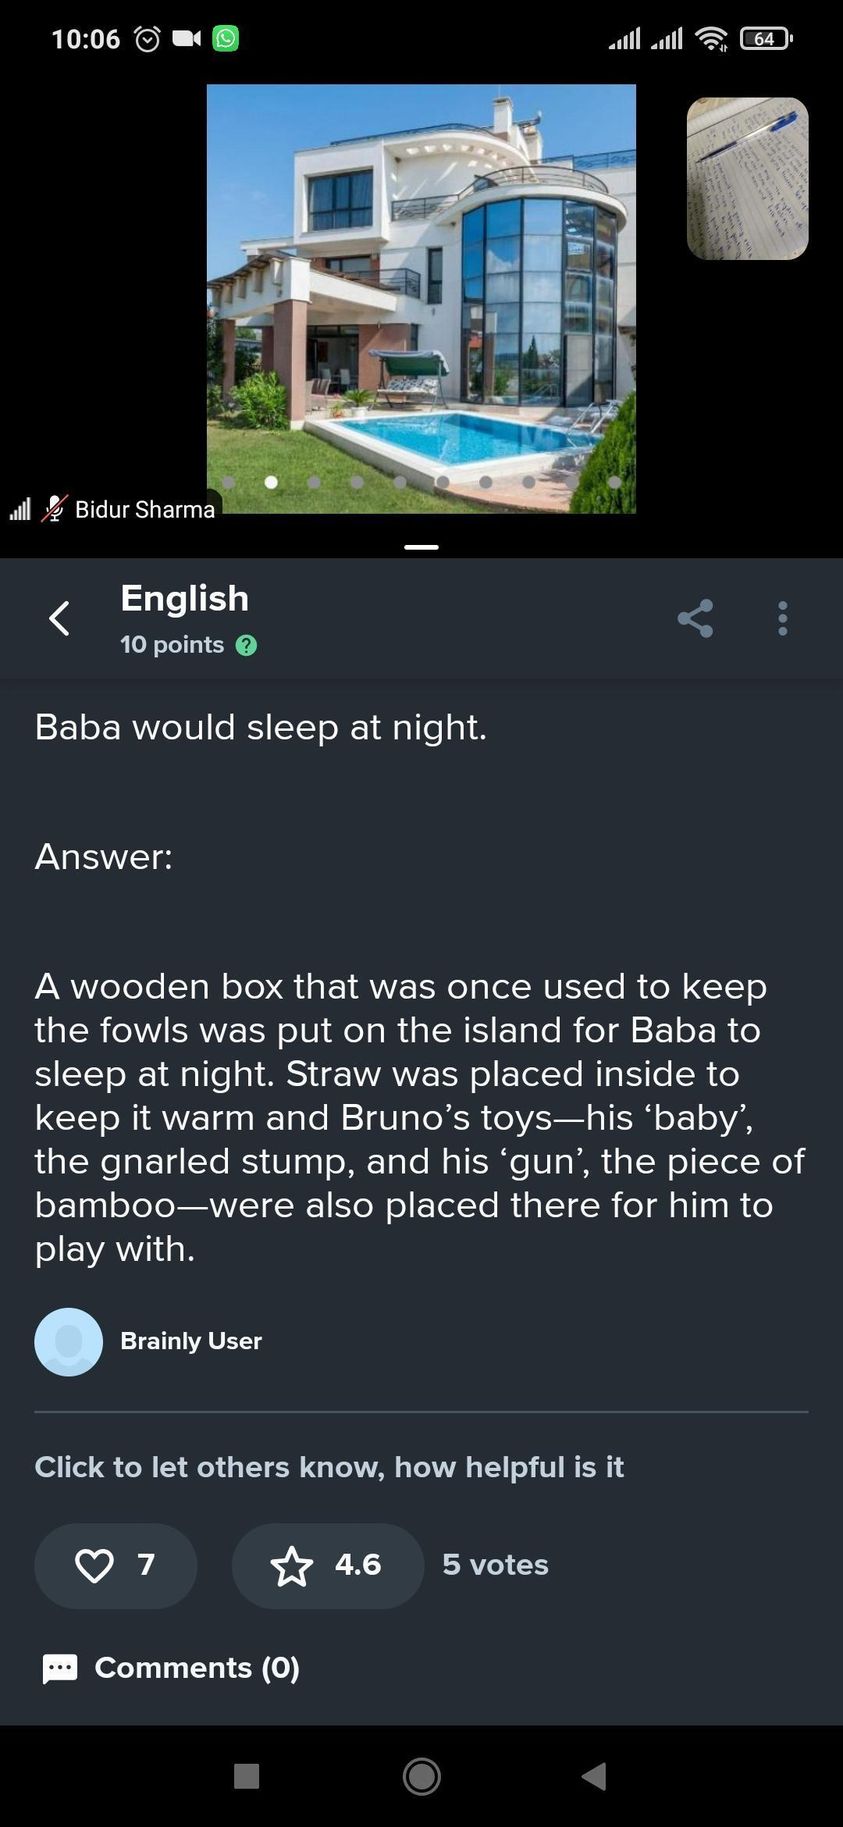 10:06
64
Bidur Sharma
English
10 points ?
Baba would sleep at night.
Answer:
A wooden box that was once used to keep
the fowls was put on the island for Baba to
sleep at night. Straw was placed inside to
keep it warm and Bruno’s toys—his ‘baby’,
the gnarled stump, and his ‘gun’, the piece of
bamboo—were also placed there for him to
play with.
Brainly User
Click to let others know, how helpful is it
7
4.6
5 votes
Comments (0)